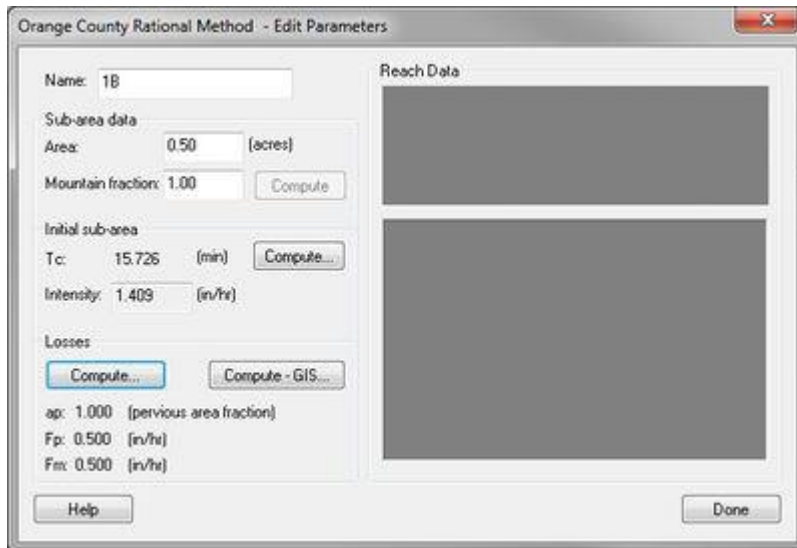 Orange County Rational Method - Edit Parameters
Name: 1B
Sub-area data
Area: 0.50 (acres)
Mountain fraction: 1.00 Compute
Initial sub-area
Tc: 15.726 (min) Compute...
Intensity: 1.409 (in/hr)
Losses
Compute... Compute - GIS...
ap: 1.000 (pervious area fraction)
Fp: 0.500 (in/hr)
Fm: 0.500 (in/hr)
Help
Reach Data
Done